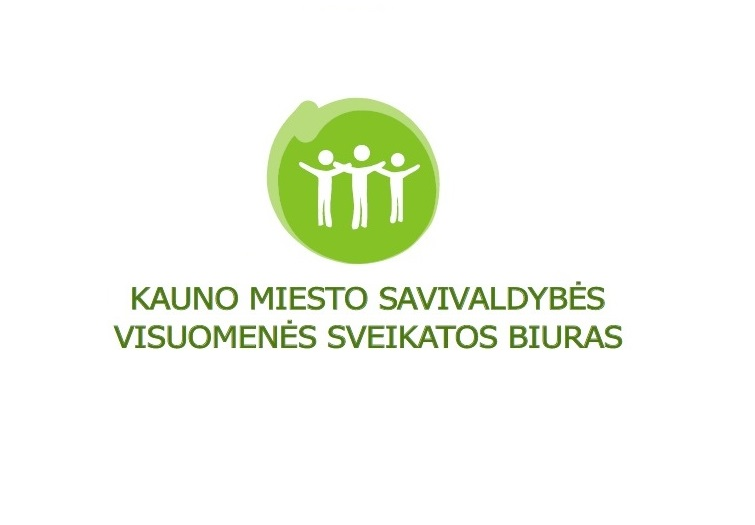 KAUNO MIESTO SAVIVALDYBĖS
VISUOMENĖS SVEIKATOS BIURAS